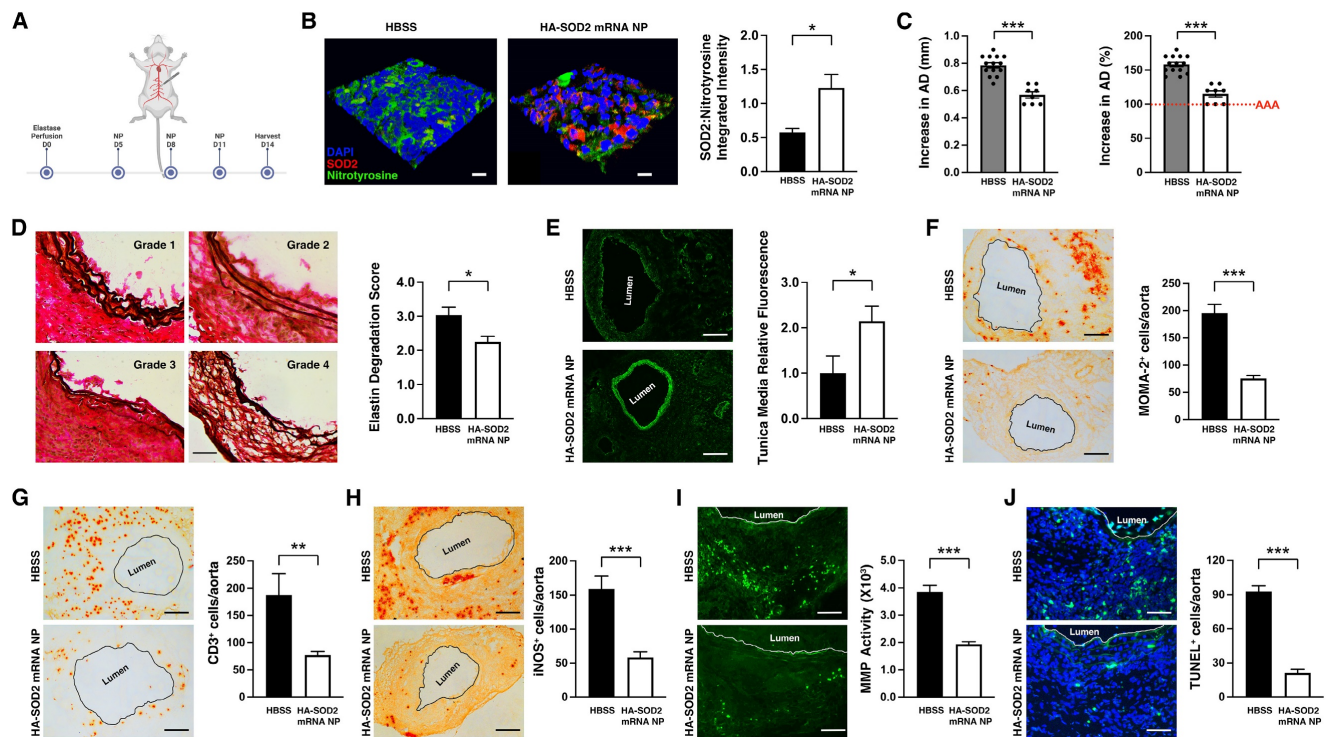 A
Elastase
Perfusion
D0
NP
D5
NP
D8
NP
D11
Harvest
D14
B
HBSS
HA-SOD2 mRNA NP
DAPI
SOD2
Nitrotyrosine
SOD2:Nitrotyrosine
Integrated Intensity
1.5
1.0
0.5
0.0
*
HBSS
HA-SOD2
mRNA NP
C
Increase in AD (mm)
1.0
0.8
0.6
0.4
0.2
0.0
***
HBSS
HA-SOD2
mRNA NP
Increase in AD (%)
200
150
100
50
0
***
AAA
HBSS
HA-SOD2
mRNA NP
D
Grade 1
Grade 2
Grade 3
Grade 4
Elastin Degradation Score
4.0
3.0
2.0
1.0
0.0
*
HBSS
HA-SOD2
mRNA NP
E
HBSS
Lumen
HA-SOD2 mRNA NP
Lumen
Tunica Media Relative Fluorescence
3.0
2.0
1.0
0.0
*
HBSS
HA-SOD2
mRNA NP
F
HBSS
Lumen
HA-SOD2 mRNA NP
Lumen
MOMA-2+ cells/aorta
250
200
150
100
50
0
***
HBSS
HA-SOD2
mRNA NP
G
HBSS
Lumen
HA-SOD2 mRNA NP
Lumen
CD3+ cells/aorta
250
200
150
100
50
0
**
HBSS
HA-SOD2
mRNA NP
H
HBSS
Lumen
HA-SOD2 mRNA NP
Lumen
iNOS+ cells/aorta
200
150
100
50
0
***
HBSS
HA-SOD2
mRNA NP
I
HBSS
Lumen
HA-SOD2 mRNA NP
Lumen
MMP Activity (X10³)
5.0
4.0
3.0
2.0
1.0
0.0
***
HBSS
HA-SOD2
mRNA NP
J
HBSS
Lumen
HA-SOD2 mRNA NP
Lumen
TUNEL+ cells/aorta
120
90
60
30
0
***
HBSS
HA-SOD2
mRNA NP